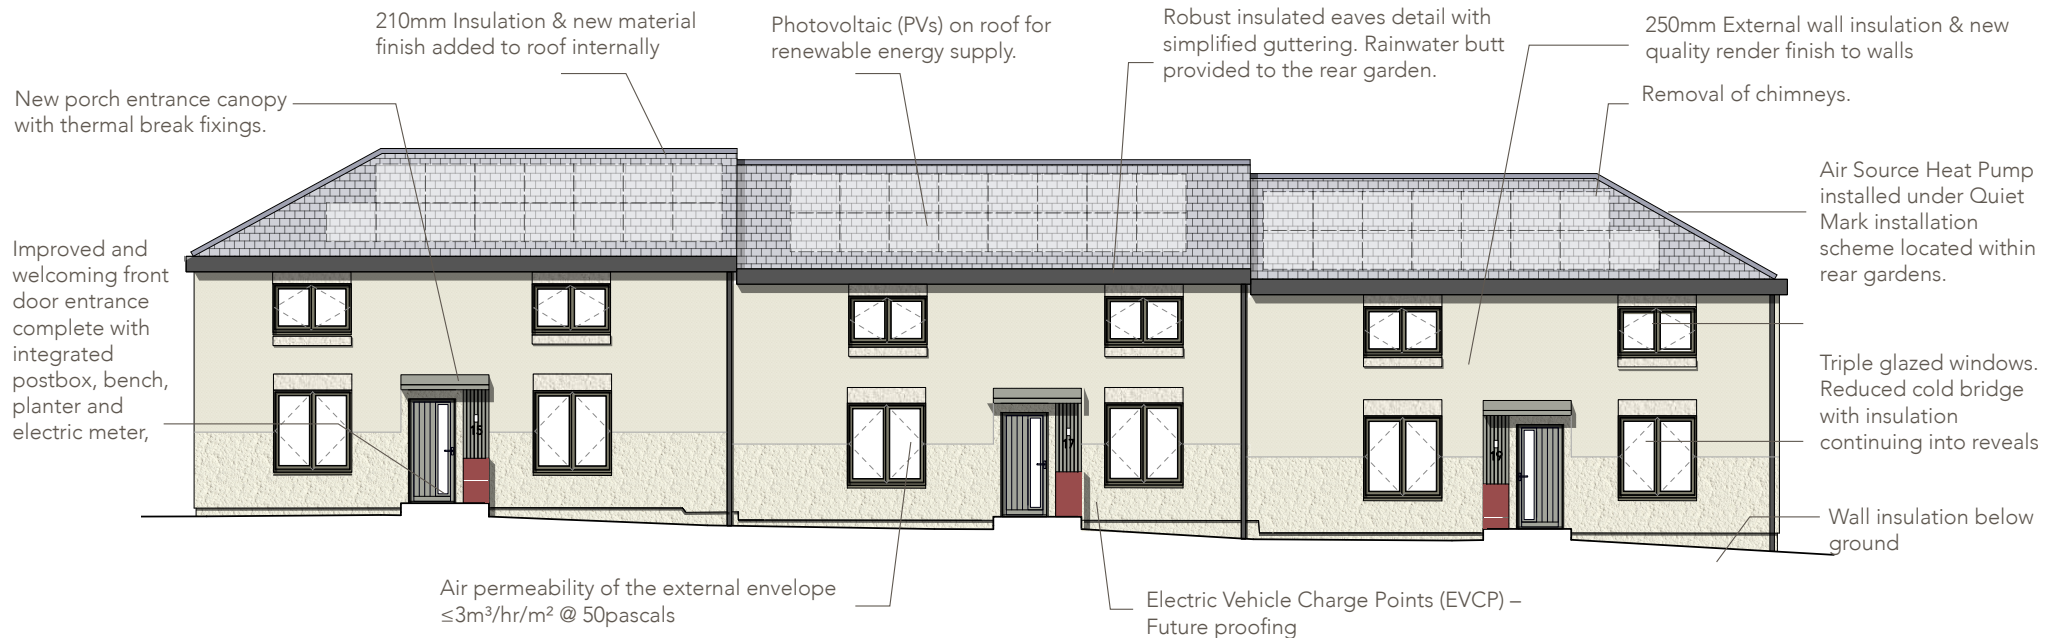 210mm Insulation & new material
finish added to roof internally
Photovoltaic (PVs) on roof for
renewable energy supply.
Robust insulated eaves detail with
simplified guttering. Rainwater butt
provided to the rear garden.
250mm External wall insulation & new
quality render finish to walls
New porch entrance canopy
with thermal break fixings.
Removal of chimneys.
Air Source Heat Pump
installed under Quiet
Mark installation
scheme located within
rear gardens.
Improved and
welcoming front
door entrance
complete with
integrated
postbox, bench,
planter and
electric meter,
Triple glazed windows.
Reduced cold bridge
with insulation
continuing into reveals
15
17
19
Wall insulation below
ground
Air permeability of the external envelope
≤3m³/hr/m² @ 50pascals
Electric Vehicle Charge Points (EVCP) –
Future proofing